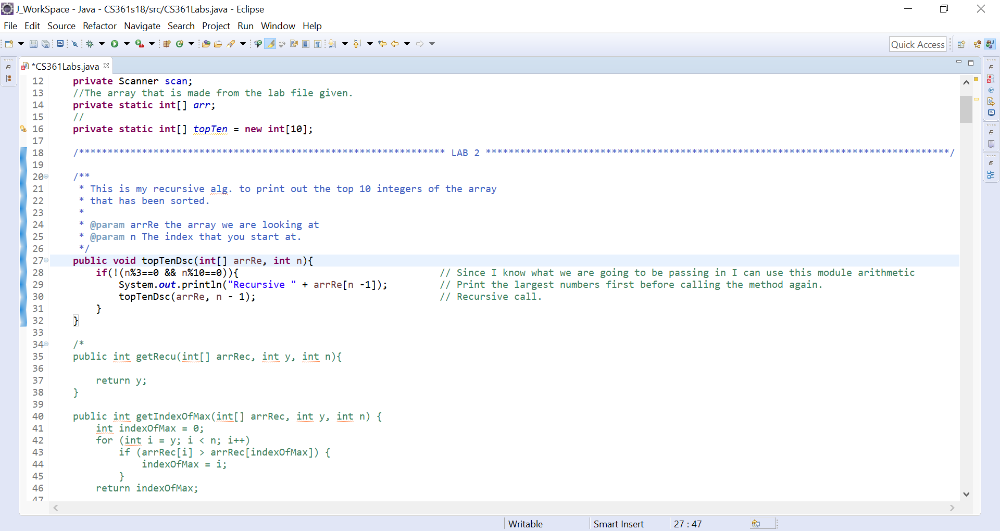 J_WorkSpace - Java - CS361s18/src/CS361Labs.java - Eclipse
File Edit Source Refactor Navigate Search Project Run Window Help
Quick Access
*CS361Labs.java
12     private Scanner scan;
13     //The array that is made from the lab file given.
14     private static int[] arr;
15     //
16     private static int[] topTen = new int[10];
17
18     /**************************************************************** LAB 2 *********************************************************************************/
19
20     /**
21      * This is my recursive alg. to print out the top 10 integers of the array
22      * that has been sorted.
23      *
24      * @param arrRe the array we are looking at
25      * @param n The index that you start at.
26      */
27     public void topTenDsc(int[] arrRe, int n){
28         if(!(n%3==0 && n%10==0)){                                   // Since I know what we are going to be passing in I can use this module arithmetic
29             System.out.println("Recursive " + arrRe[n -1]);         // Print the largest numbers first before calling the method again.
30             topTenDsc(arrRe, n - 1);                                // Recursive call.
31         }
32     }
33
34     /*
35     public int getRecu(int[] arrRec, int y, int n){
36
37         return y;
38     }
39
40     public int getIndexOfMax(int[] arrRec, int y, int n) {
41         int indexOfMax = 0;
42         for (int i = y; i < n; i++)
43             if (arrRec[i] > arrRec[indexOfMax]) {
44                 indexOfMax = i;
45             }
46         return indexOfMax;
47
Writable Smart Insert 27 : 47